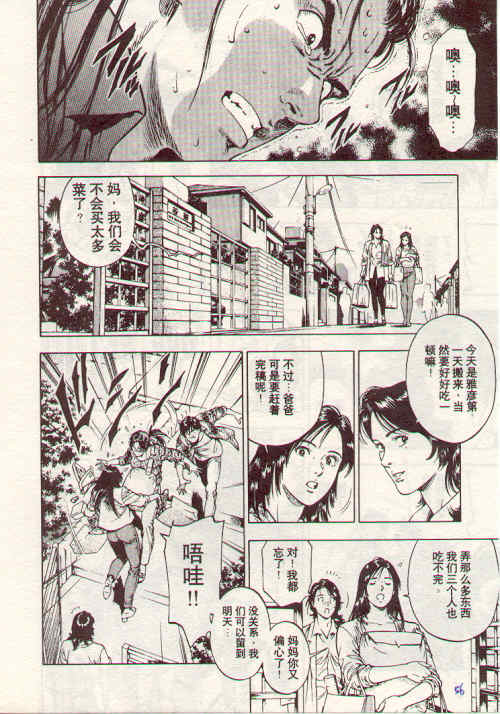 噢…噢…噢…
妈，我们会
不会买太多
菜了？
今天是雅彦第
一天搬来，当
然要好好吃一
顿嘛！
不过…爸爸
可是要赶着
完稿呢！
弄那么多东西
我们三个人也
吃不完。
对！我都
忘了！
妈妈你又
偏心了！
没关系，我
们可以留到
明天…
唔哇!!
56